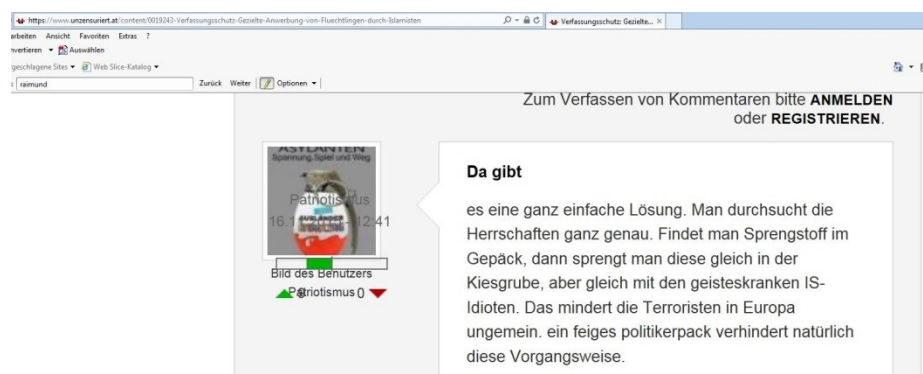 https://www.unzensuriert.at/content/0019243-Verfassungsschutz-Gezielte-Anwerbung-von-Fluechtlingen-durch-Islamisten
Verfassungsschutz: Gezielte...
arbeiten Ansicht Favoriten Extras ?
nvertieren Auswählen
geschlagene Sites Web Slice-Katalog
raimund Zurück Weiter Optionen
Zum Verfassen von Kommentaren bitte ANMELDEN
oder REGISTRIEREN.
ASYLANTEN
Spannung, Spiel und Weg
Patriotismus
12:41
AUSLÄNDER
Bild des Benutzers
Patriotismus 0
Da gibt
es eine ganz einfache Lösung. Man durchsucht die
Herrschaften ganz genau. Findet man Sprengstoff im
Gepäck, dann sprengt man diese gleich in der
Kiesgrube, aber gleich mit den geisteskranken IS-
Idioten. Das mindert die Terroristen in Europa
ungemein. ein feiges politikerpack verhindert natürlich
diese Vorgangsweise.